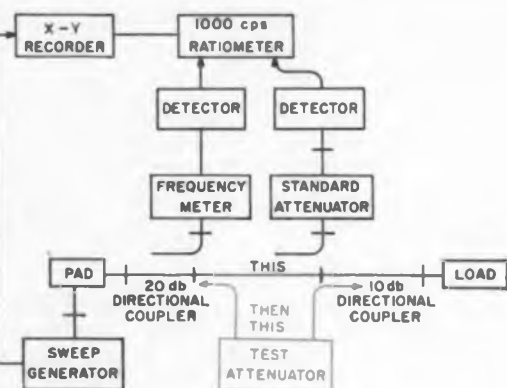 X-Y
RECORDER
1000 cps
RATIOMETER
DETECTOR
DETECTOR
FREQUENCY
METER
STANDARD
ATTENUATOR
PAD
THIS
LOAD
20 db
DIRECTIONAL
COUPLER
10 db
DIRECTIONAL
COUPLER
THEN
THIS
SWEEP
GENERATOR
TEST
ATTENUATOR